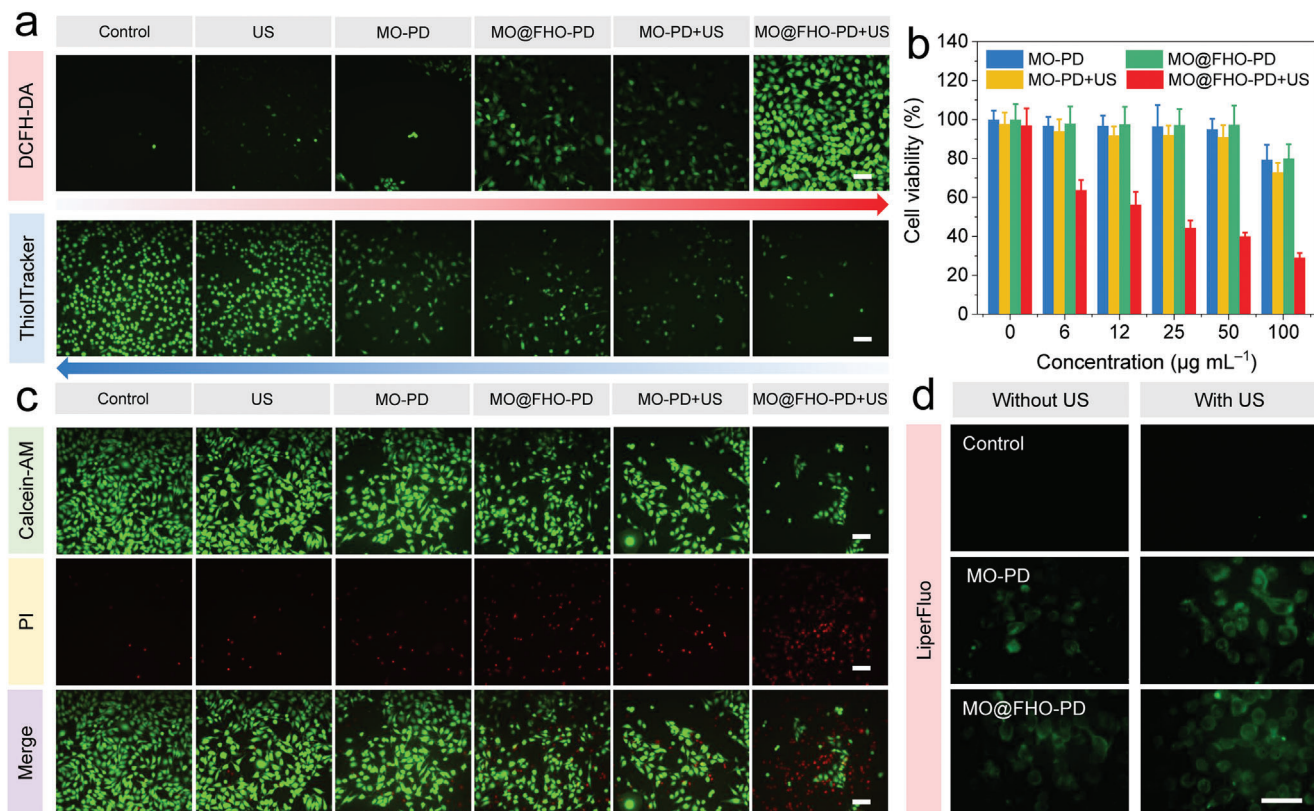 a
Control US MO-PD MO@FHO-PD MO-PD+US MO@FHO-PD+US
DCFH-DA
ThiolTracker
b
140
120
100
80
60
40
20
0
Cell viability (%)
MO-PD MO@FHO-PD
MO-PD+US MO@FHO-PD+US
0 6 12 25 50 100
Concentration (µg mL⁻¹)
c
Control US MO-PD MO@FHO-PD MO-PD+US MO@FHO-PD+US
Calcein-AM
PI
Merge
d
Without US With US
LiperFluo
Control
MO-PD
MO@FHO-PD